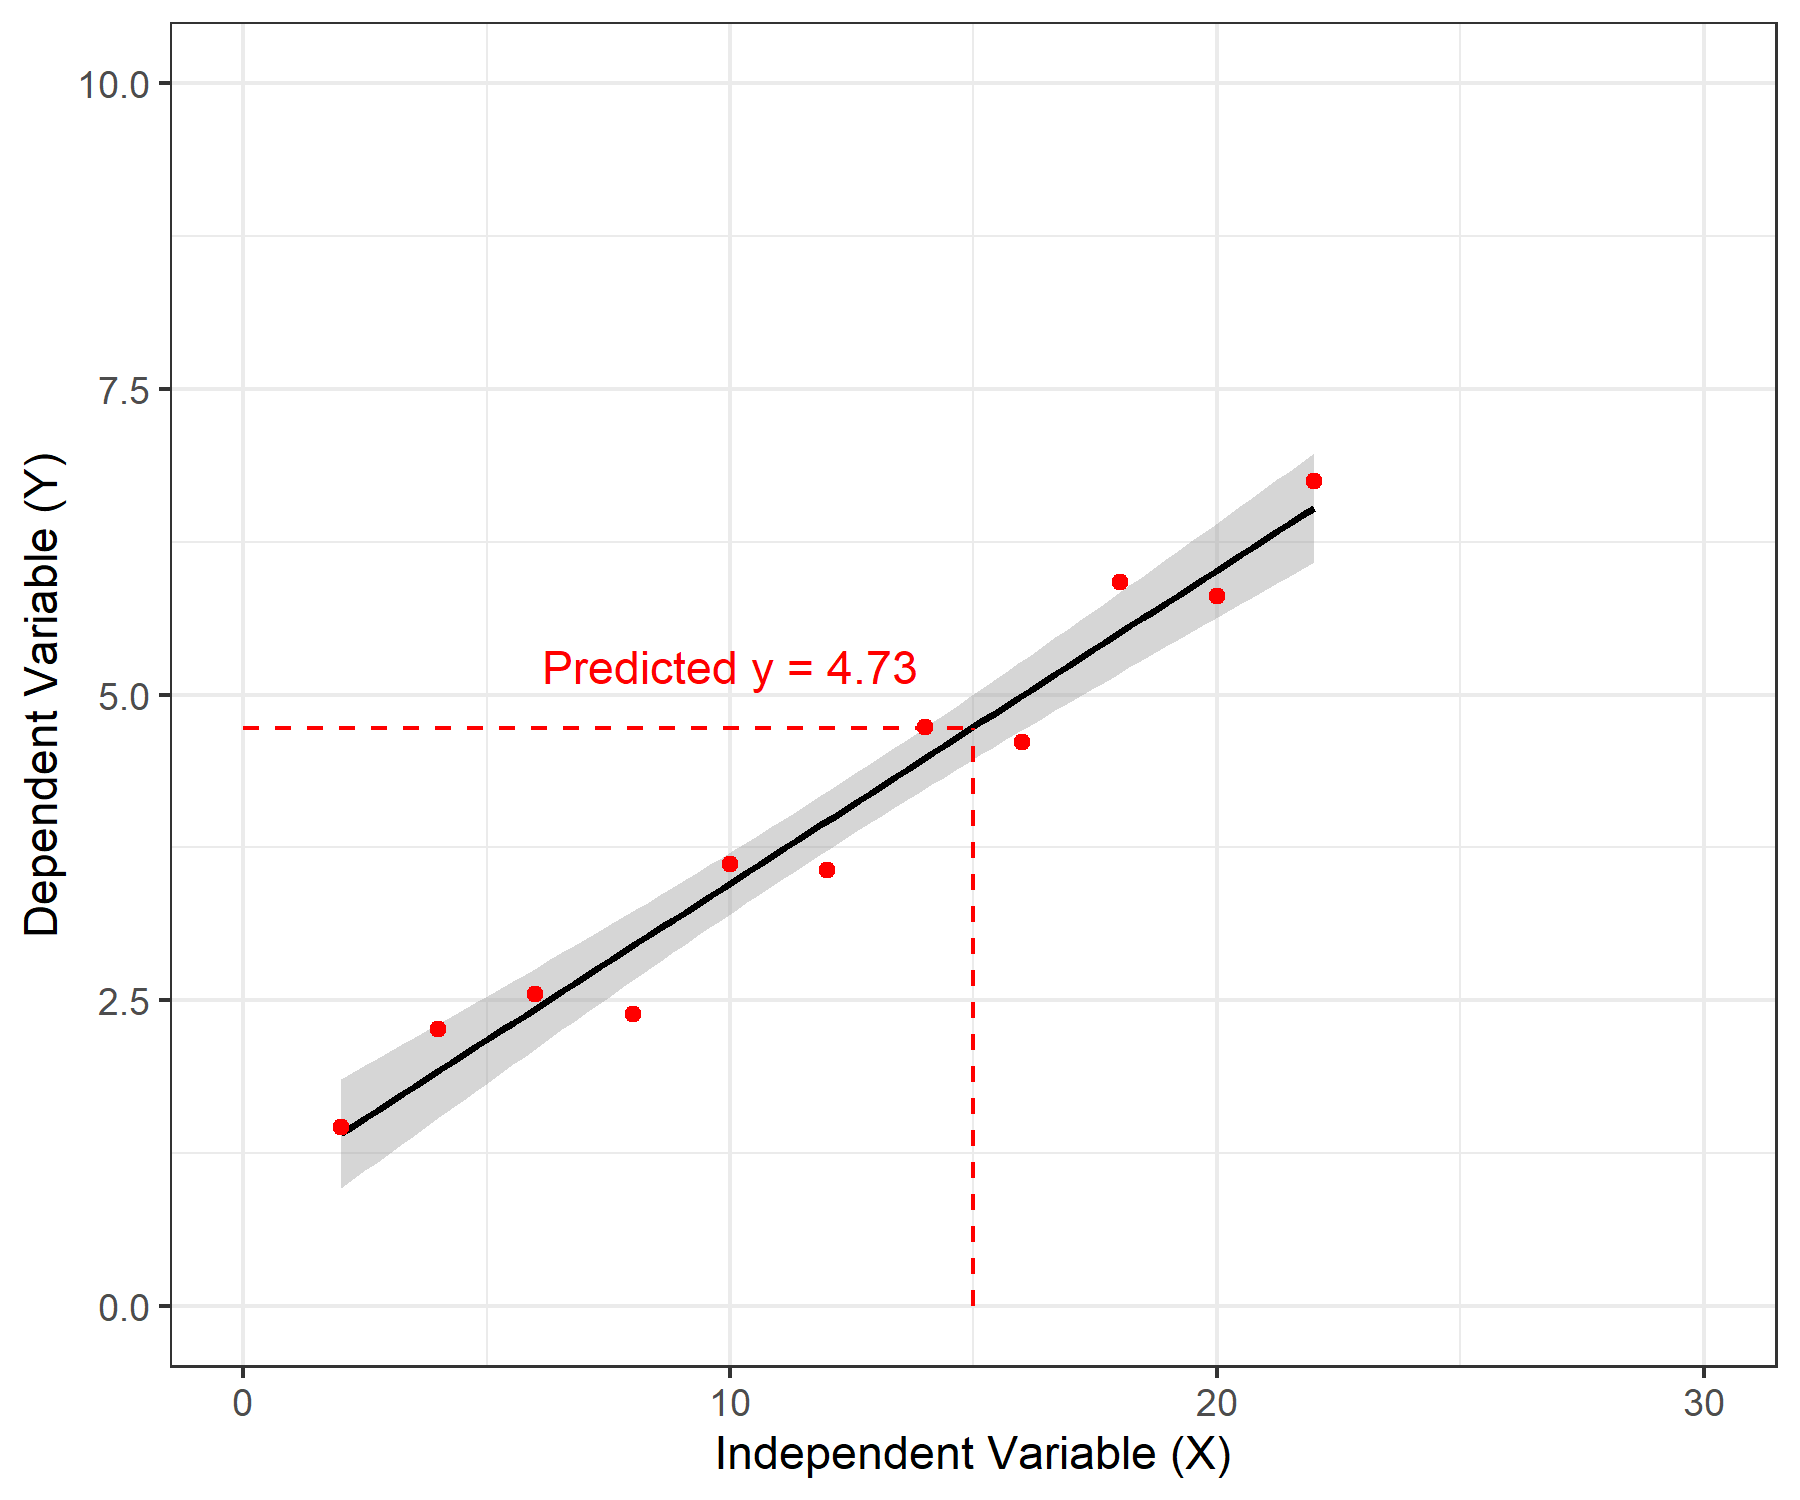 10.0
7.5
5.0
2.5
0.0
Dependent Variable (Y)
Predicted y = 4.73
0 10 20 30
Independent Variable (X)